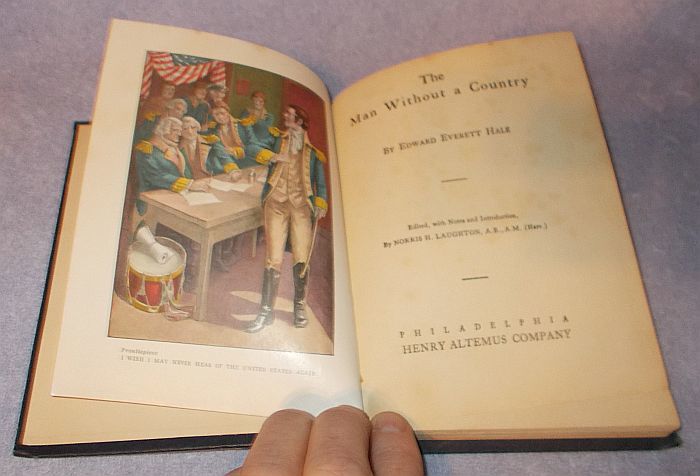 Frontispiece
I WISH I MAY NEVER HEAR OF THE UNITED STATES AGAIN.
The
Man Without a Country
By Edward Everett Hale
Edited, with Notes and Introduction,
By NORRIS H. LAUGHTON, A.B., A.M. (Harv.)
PHILADELPHIA
HENRY ALTEMUS COMPANY